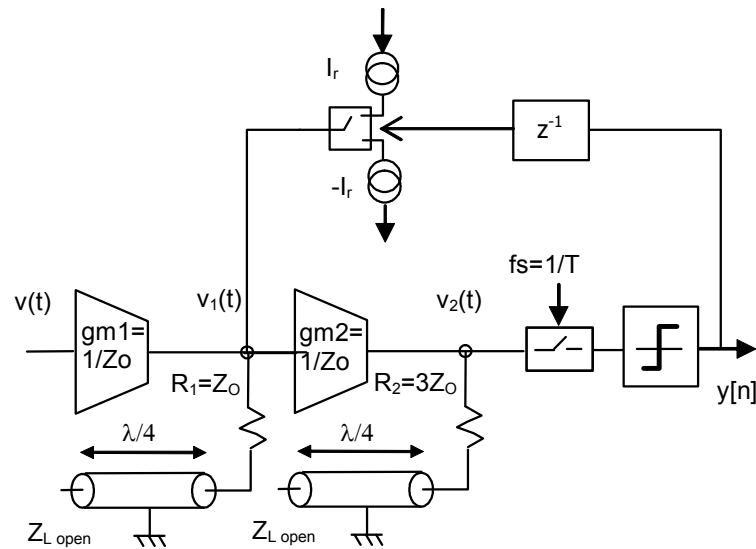 Ir
z-1
-Ir
fs=1/T
v(t)
v1(t)
v2(t)
gm1=
1/Zo
gm2=
1/Zo
R1=ZO
R2=3ZO
y[n]
λ/4
λ/4
ZL open
ZL open